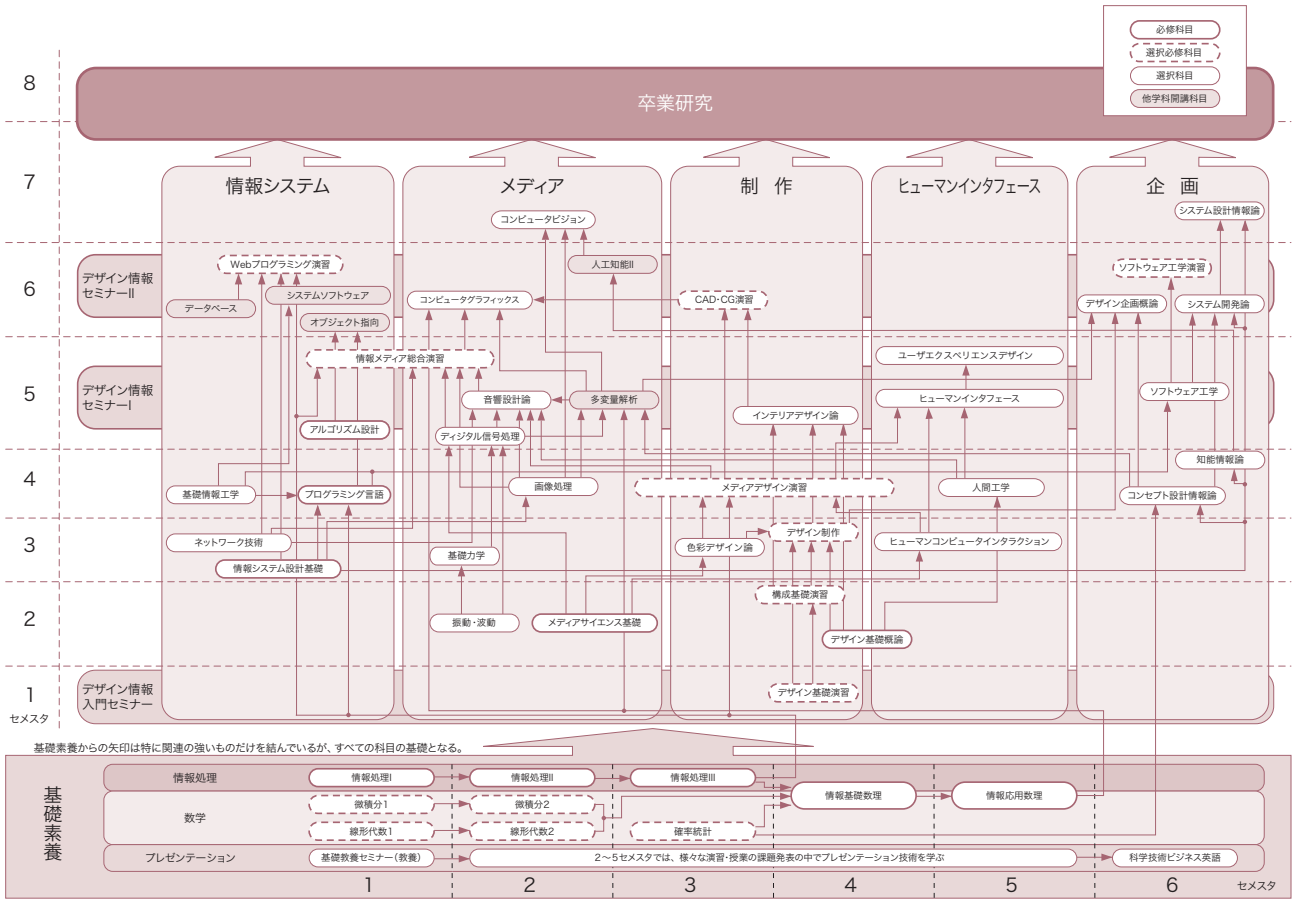 必修科目
選択必修科目
選択科目
他学科開講科目
8
卒業研究
7
情報システム
メディア
制 作
ヒューマンインタフェース
企 画
システム設計情報論
コンピュータビジョン
6
デザイン情報
セミナーII
Webプログラミング演習
人工知能II
ソフトウェア工学演習
データベース
システムソフトウェア
コンピュータグラフィックス
CAD・CG演習
デザイン企画概論
システム開発論
オブジェクト指向
5
デザイン情報
セミナーI
情報メディア総合演習
ユーザエクスペリエンスデザイン
音響設計論
多変量解析
ヒューマンインタフェース
ソフトウェア工学
インテリアデザイン論
アルゴリズム設計
ディジタル信号処理
4
知能情報論
基礎情報工学
プログラミング言語
画像処理
メディアデザイン演習
人間工学
コンセプト設計情報論
3
ネットワーク技術
基礎力学
色彩デザイン論
デザイン制作
ヒューマンコンピュータインタラクション
情報システム設計基礎
2
構成基礎演習
振動・波動
メディアサイエンス基礎
デザイン基礎概論
1
セメスタ
デザイン情報
入門セミナー
デザイン基礎演習
基礎素養からの矢印は特に関連の強いものだけを結んでいるが、すべての科目の基礎となる。
基礎素養
情報処理
情報処理I
情報処理II
情報処理III
数学
微積分1
微積分2
情報基礎数理
情報応用数理
線形代数1
線形代数2
確率統計
プレゼンテーション
基礎教養セミナー(教養)
2〜5セメスタでは、様々な演習・授業の課題発表の中でプレゼンテーション技術を学ぶ
科学技術ビジネス英語
1
2
3
4
5
6
セメスタ